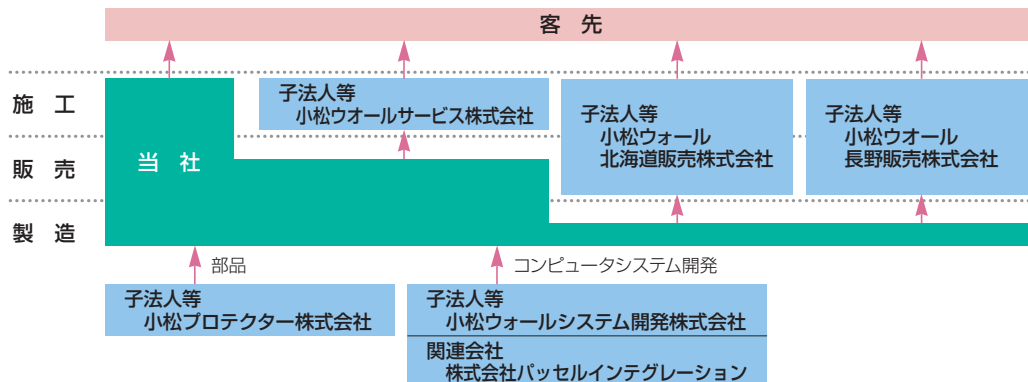 客 先
施 工
販 売
製 造
当 社
子法人等
小松ウオールサービス株式会社
子法人等
小松ウォール
北海道販売株式会社
子法人等
小松ウオール
長野販売株式会社
部品
コンピュータシステム開発
子法人等
小松プロテクター株式会社
子法人等
小松ウォールシステム開発株式会社
関連会社
株式会社パッセルインテグレーション